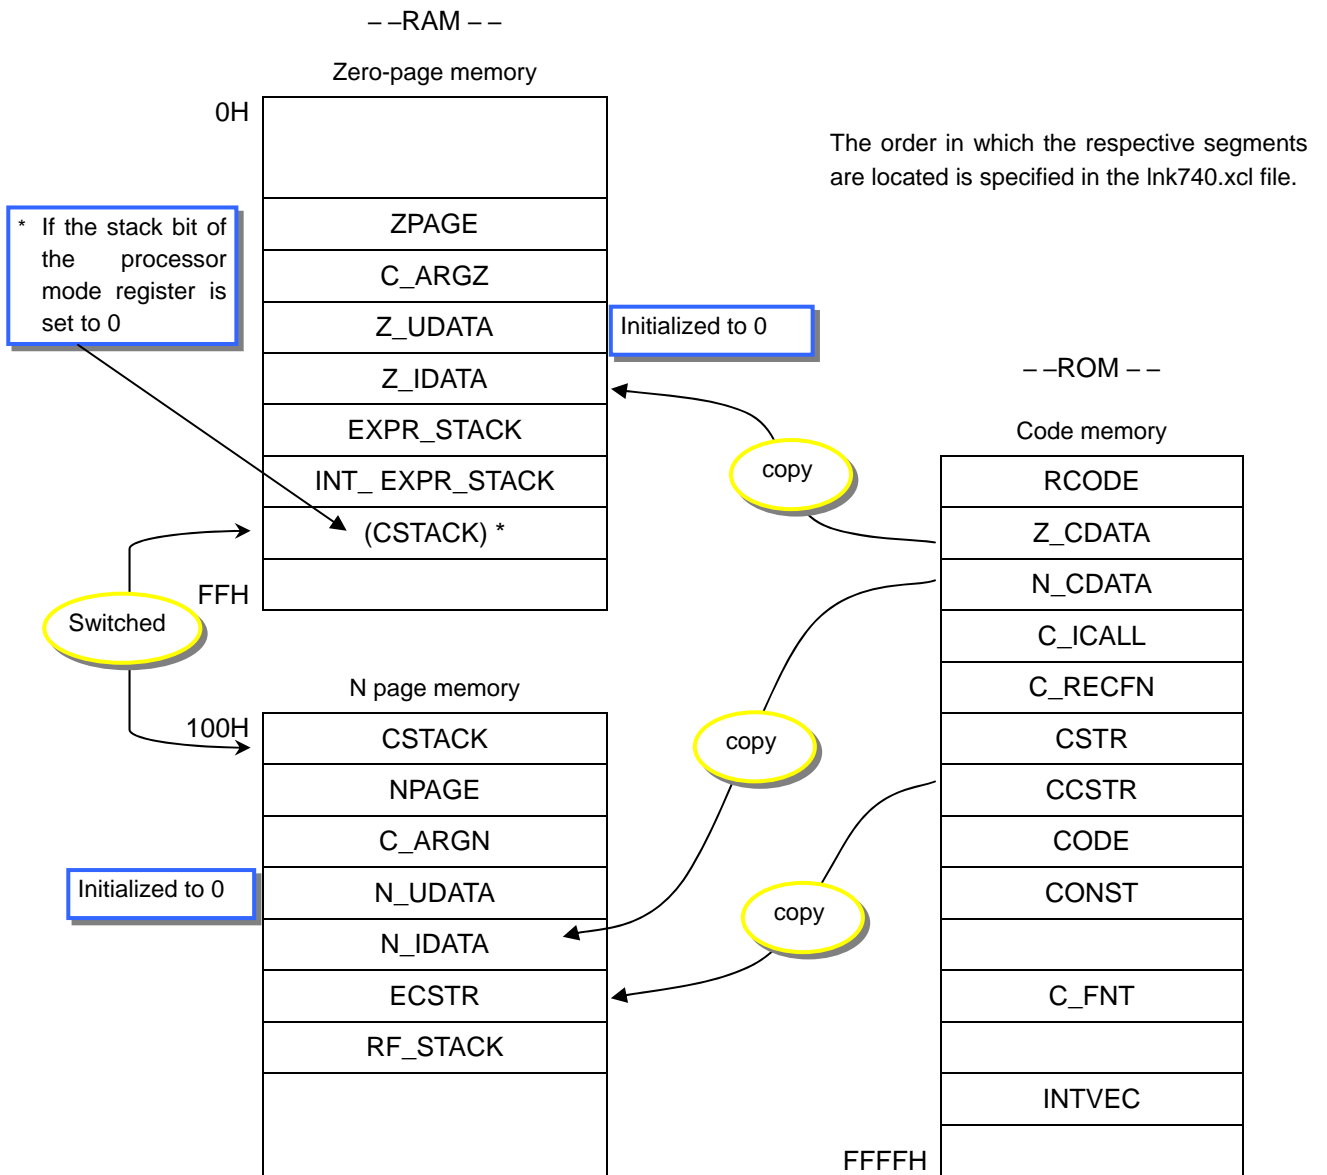 – –RAM – –
Zero-page memory
0H
The order in which the respective segments
are located is specified in the lnk740.xcl file.
* If the stack bit of
the processor
mode register is
set to 0
ZPAGE
C_ARGZ
Z_UDATA
Initialized to 0
Z_IDATA
EXPR_STACK
INT_ EXPR_STACK
(CSTACK) *
FFH
Switched
copy
– –ROM – –
Code memory
RCODE
Z_CDATA
N_CDATA
C_ICALL
C_RECFN
CSTR
CCSTR
CODE
CONST
C_FNT
INTVEC
FFFFH
N page memory
100H
CSTACK
NPAGE
C_ARGN
Initialized to 0
N_UDATA
N_IDATA
ECSTR
RF_STACK
copy
copy